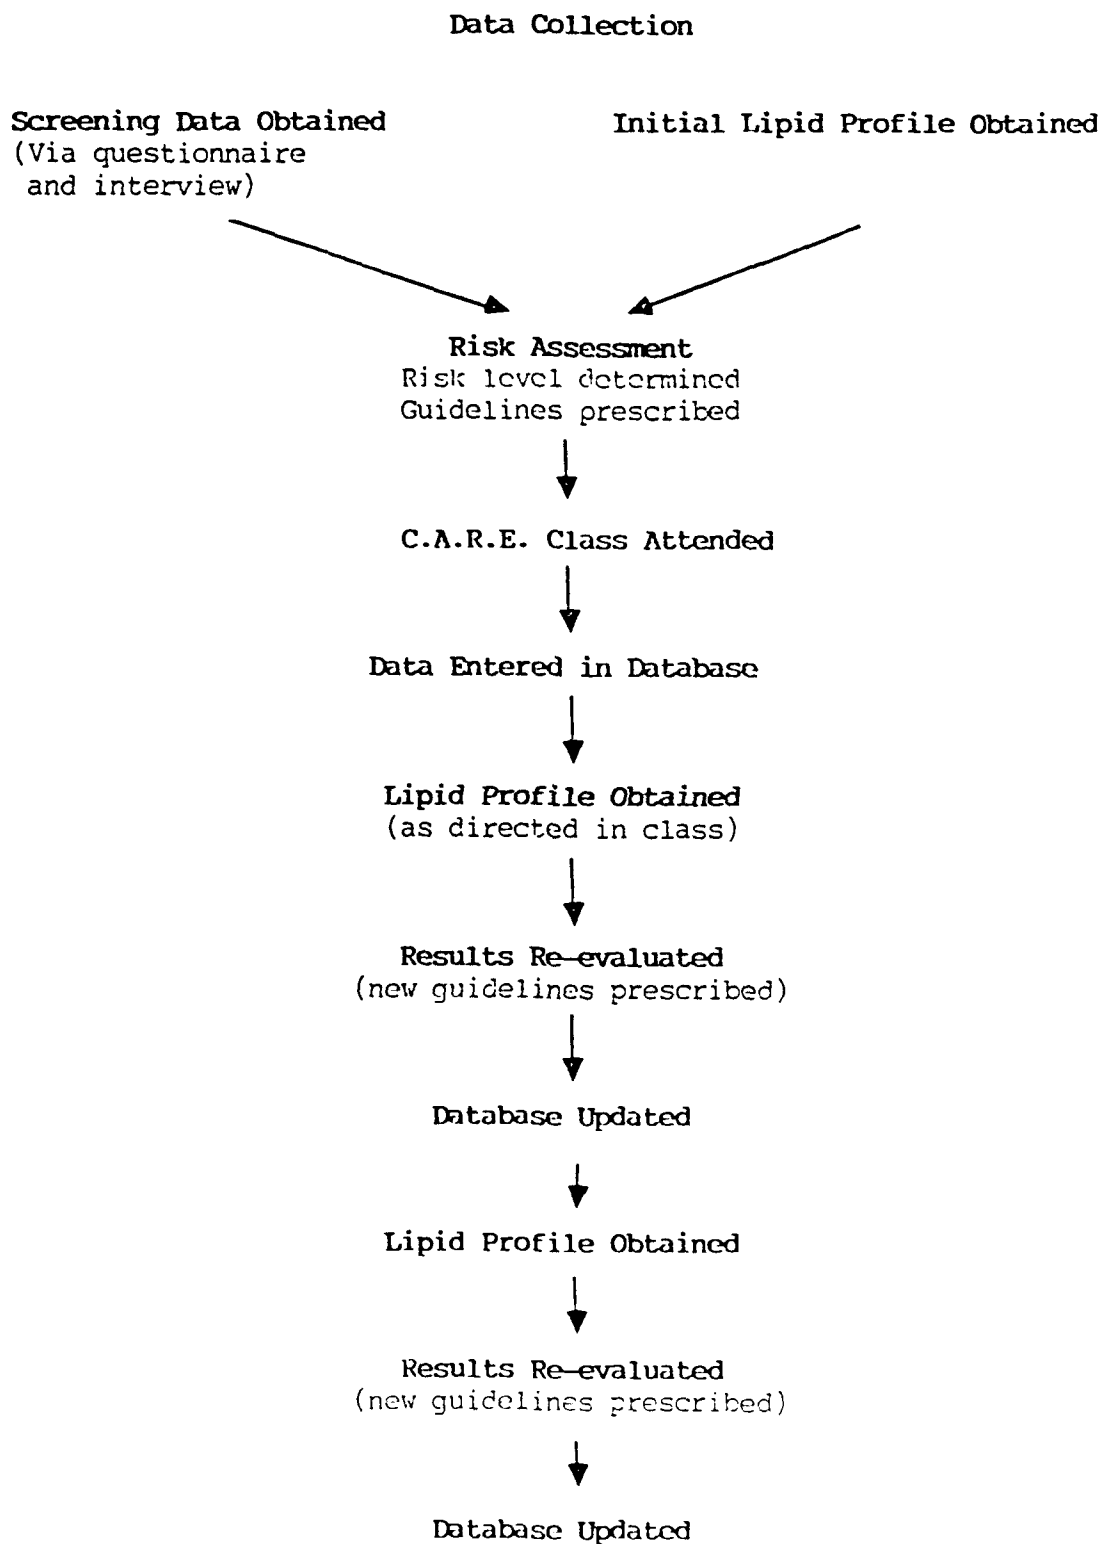 Data Collection
Screening Data Obtained
(Via questionnaire
and interview)
Initial Lipid Profile Obtained
Risk Assessment
Risk level determined
Guidelines prescribed
C.A.R.E. Class Attended
Data Entered in Database
Lipid Profile Obtained
(as directed in class)
Results Re-evaluated
(new guidelines prescribed)
Database Updated
Lipid Profile Obtained
Results Re-evaluated
(new guidelines prescribed)
Database Updated